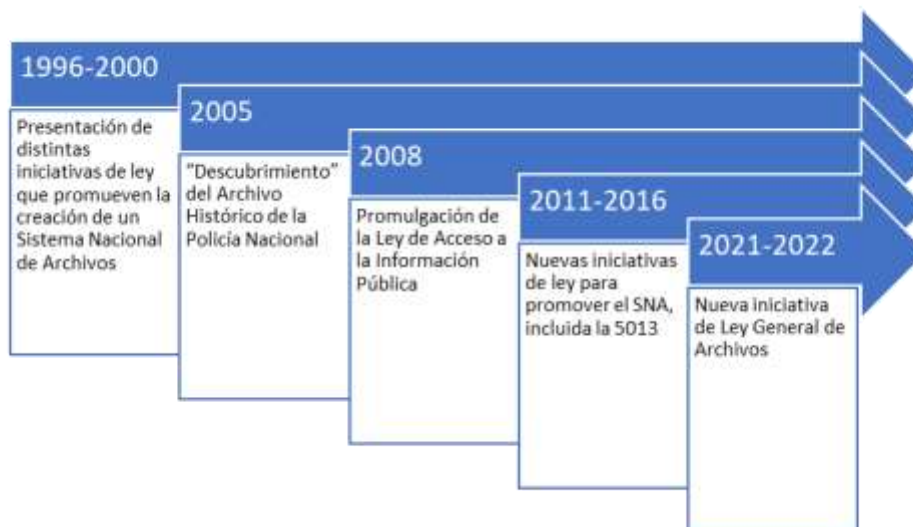 1996-2000
Presentación de
distintas
iniciativas de ley
que promueven la
creación de un
Sistema Nacional
de Archivos
2005
"Descubrimiento"
del Archivo
Histórico de la
Policía Nacional
2008
Promulgación de
la Ley de Acceso a
la Información
Pública
2011-2016
Nuevas iniciativas
de ley para
promover el SNA,
incluida la 5013
2021-2022
Nueva iniciativa
de Ley General de
Archivos